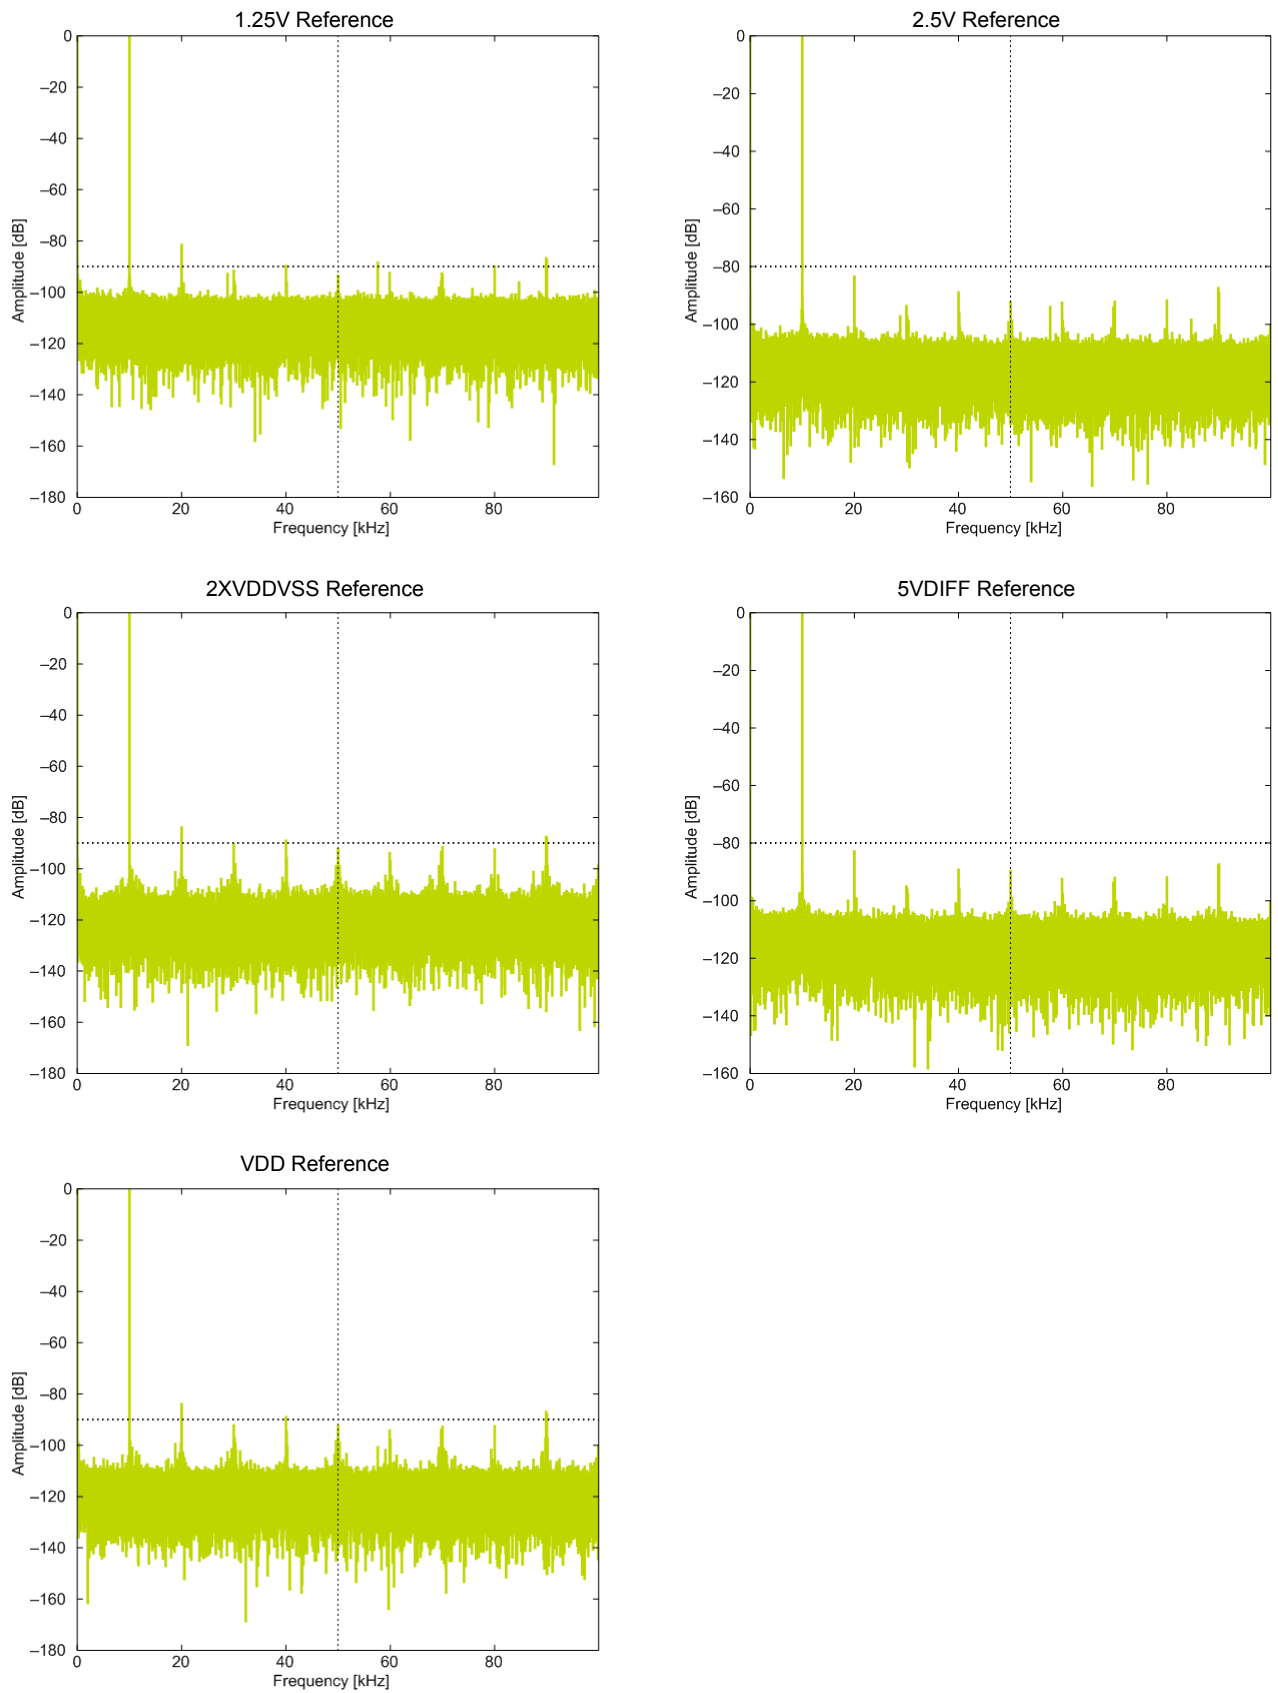 1.25V Reference
0
–20
–40
–60
–80
–100
–120
–140
–160
–180
Amplitude [dB]
0 20 40 60 80
Frequency [kHz]
2.5V Reference
0
–20
–40
–60
–80
–100
–120
–140
–160
Amplitude [dB]
0 20 40 60 80
Frequency [kHz]
2XVDDVSS Reference
0
–20
–40
–60
–80
–100
–120
–140
–160
–180
Amplitude [dB]
0 20 40 60 80
Frequency [kHz]
5VDIFF Reference
0
–20
–40
–60
–80
–100
–120
–140
–160
Amplitude [dB]
0 20 40 60 80
Frequency [kHz]
VDD Reference
0
–20
–40
–60
–80
–100
–120
–140
–160
–180
Amplitude [dB]
0 20 40 60 80
Frequency [kHz]